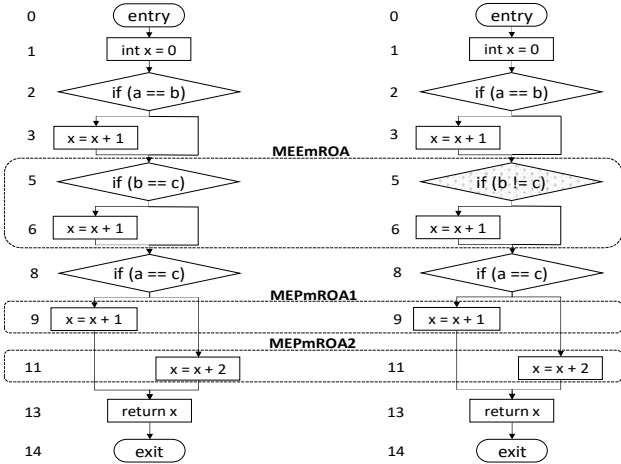 0 entry entry
1 int x = 0 1 int x = 0
2 if (a == b) 2 if (a == b)
3 x = x + 1 3 x = x + 1
MEEmROA
5 if (b == c) 5 if (b != c)
6 x = x + 1 6 x = x + 1
8 if (a == c) 8 if (a == c)
MEPmROA1
9 x = x + 1 9 x = x + 1
MEPmROA2
11 x = x + 2 11 x = x + 2
13 return x 13 return x
14 exit 14 exit